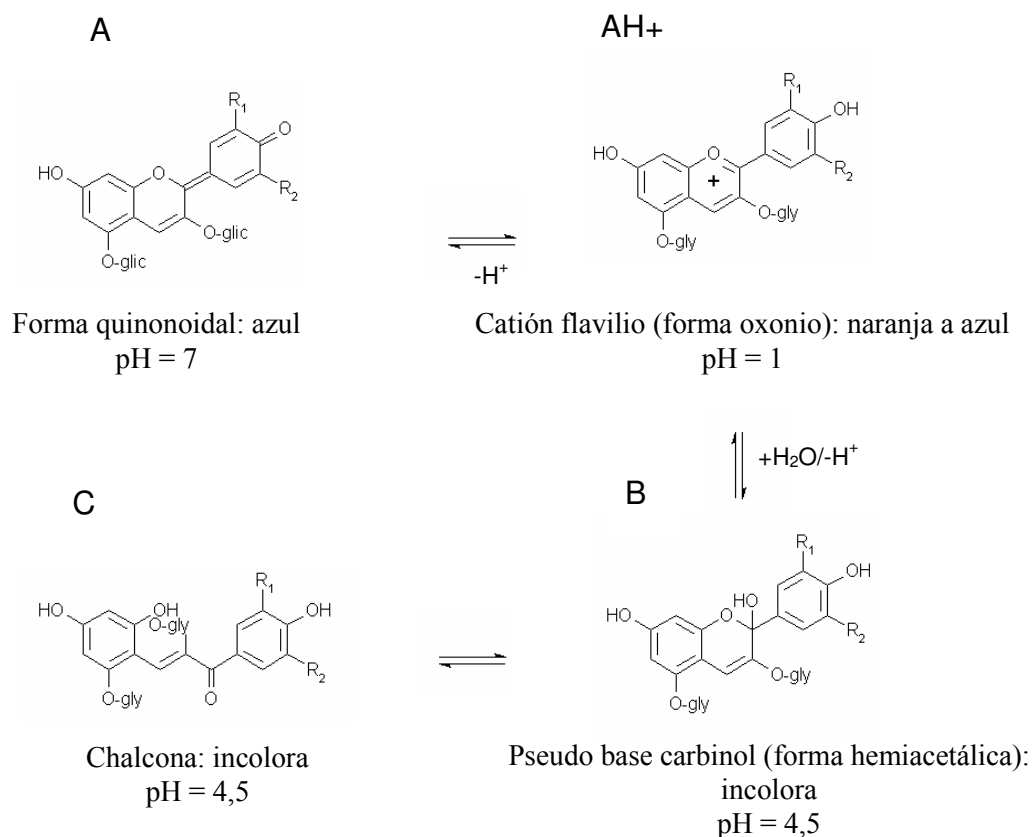 A
AH+
R1
O
HO
O
R2
O-glic
O-glic
R1
OH
HO
O
+
R2
O-gly
O-gly
-H+
Forma quinonoidal: azul
pH = 7
Catión flavilio (forma oxonio): naranja a azul
pH = 1
+H2O/-H+
C
B
R1
HO
OH
O-gly
OH
R2
O-gly
O
R1
OH
HO
HO
O
R2
O-gly
O-gly
Chalcona: incolora
pH = 4,5
Pseudo base carbinol (forma hemiacetálica):
incolora
pH = 4,5